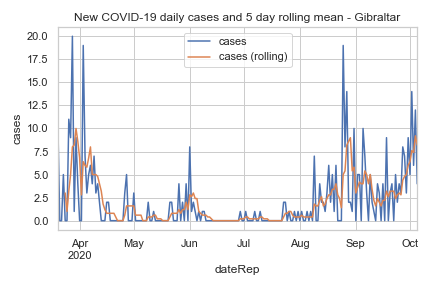 New COVID-19 daily cases and 5 day rolling mean - Gibraltar
cases
cases (rolling)
20.0
17.5
15.0
12.5
10.0
7.5
5.0
2.5
0.0
cases
Apr May Jun Jul Aug Sep Oct
2020
dateRep